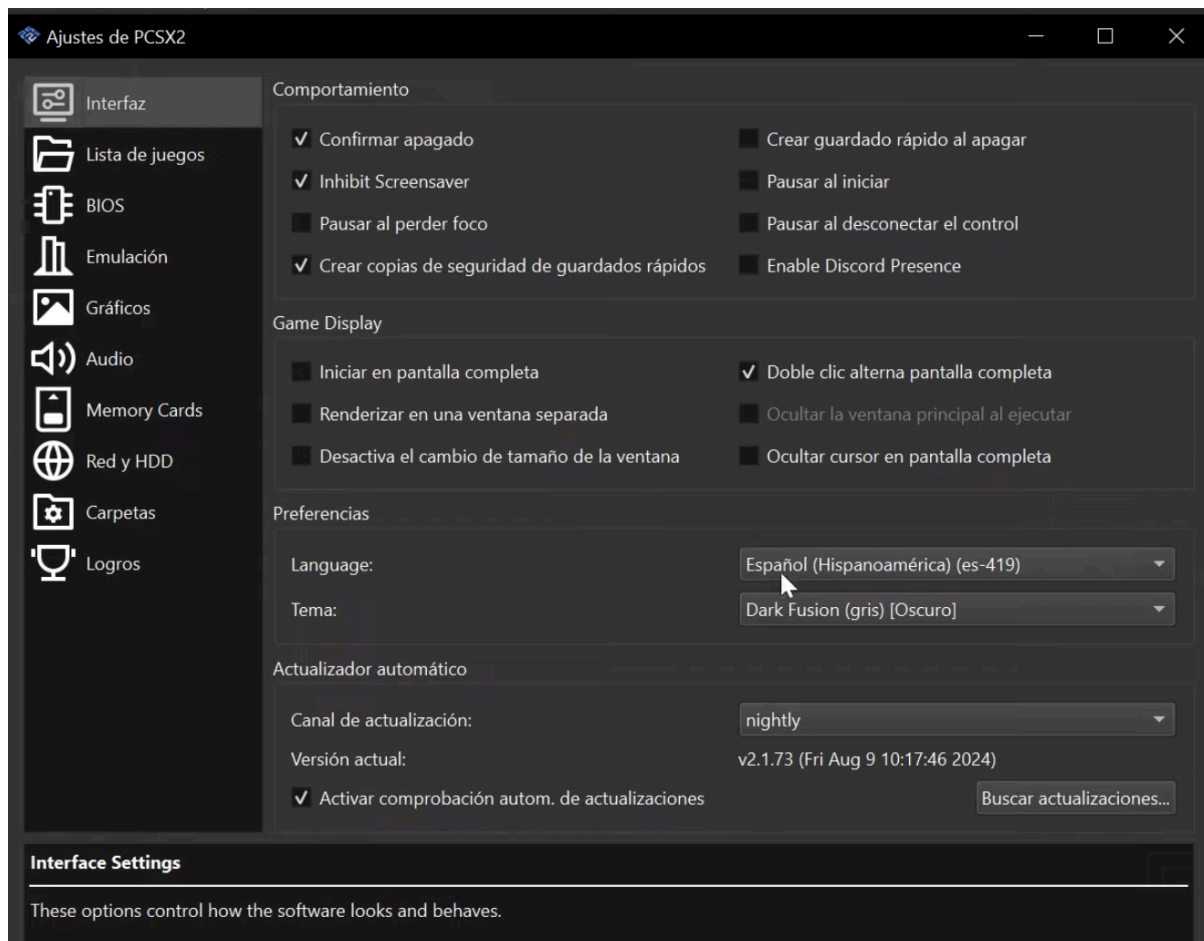 Ajustes de PCSX2
Interfaz
Lista de juegos
BIOS
Emulación
Gráficos
Audio
Memory Cards
Red y HDD
Carpetas
Logros
Comportamiento
Confirmar apagado
Crear guardado rápido al apagar
Inhibit Screensaver
Pausar al iniciar
Pausar al perder foco
Pausar al desconectar el control
Crear copias de seguridad de guardados rápidos
Enable Discord Presence
Game Display
Iniciar en pantalla completa
Doble clic alterna pantalla completa
Renderizar en una ventana separada
Ocultar la ventana principal al ejecutar
Desactiva el cambio de tamaño de la ventana
Ocultar cursor en pantalla completa
Preferencias
Language:
Español (Hispanoamérica) (es-419)
Tema:
Dark Fusion (gris) [Oscuro]
Actualizador automático
Canal de actualización:
nightly
Versión actual:
v2.1.73 (Fri Aug 9 10:17:46 2024)
Activar comprobación autom. de actualizaciones
Buscar actualizaciones...
Interface Settings
These options control how the software looks and behaves.